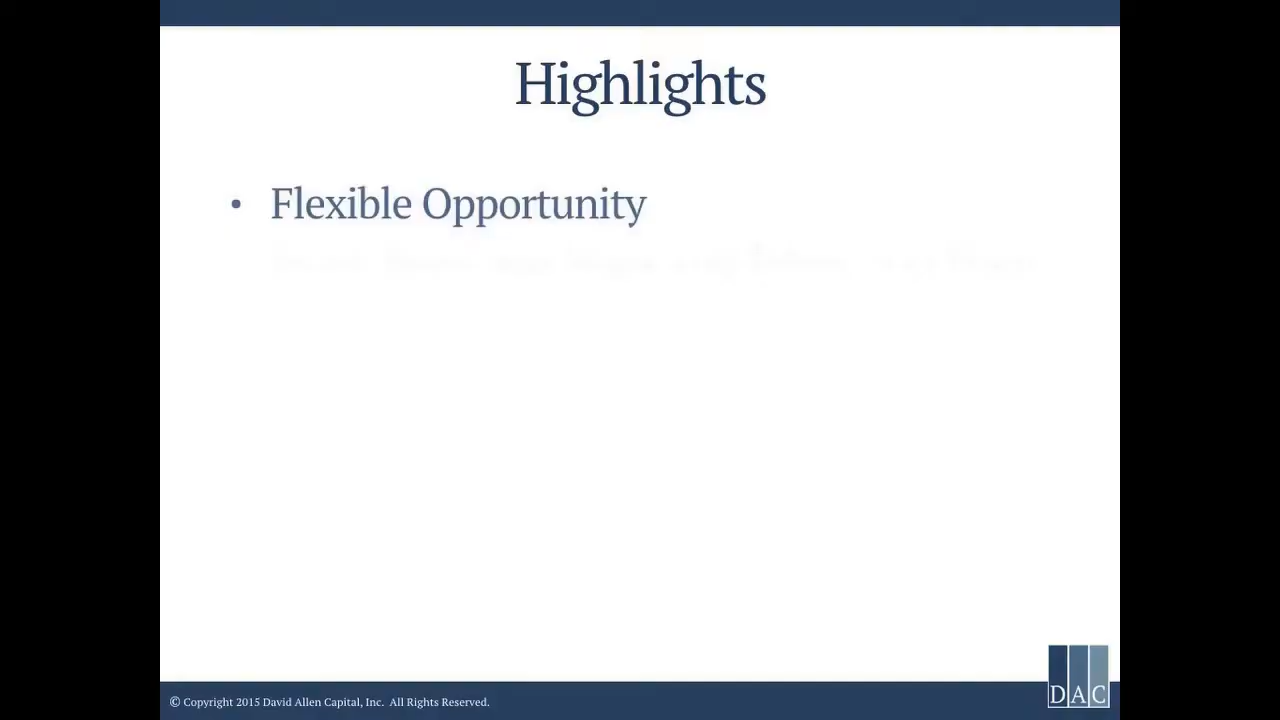 Highlights
• Flexible Opportunity
© Copyright 2015 David Allen Capital, Inc. All Rights Reserved.
DAC